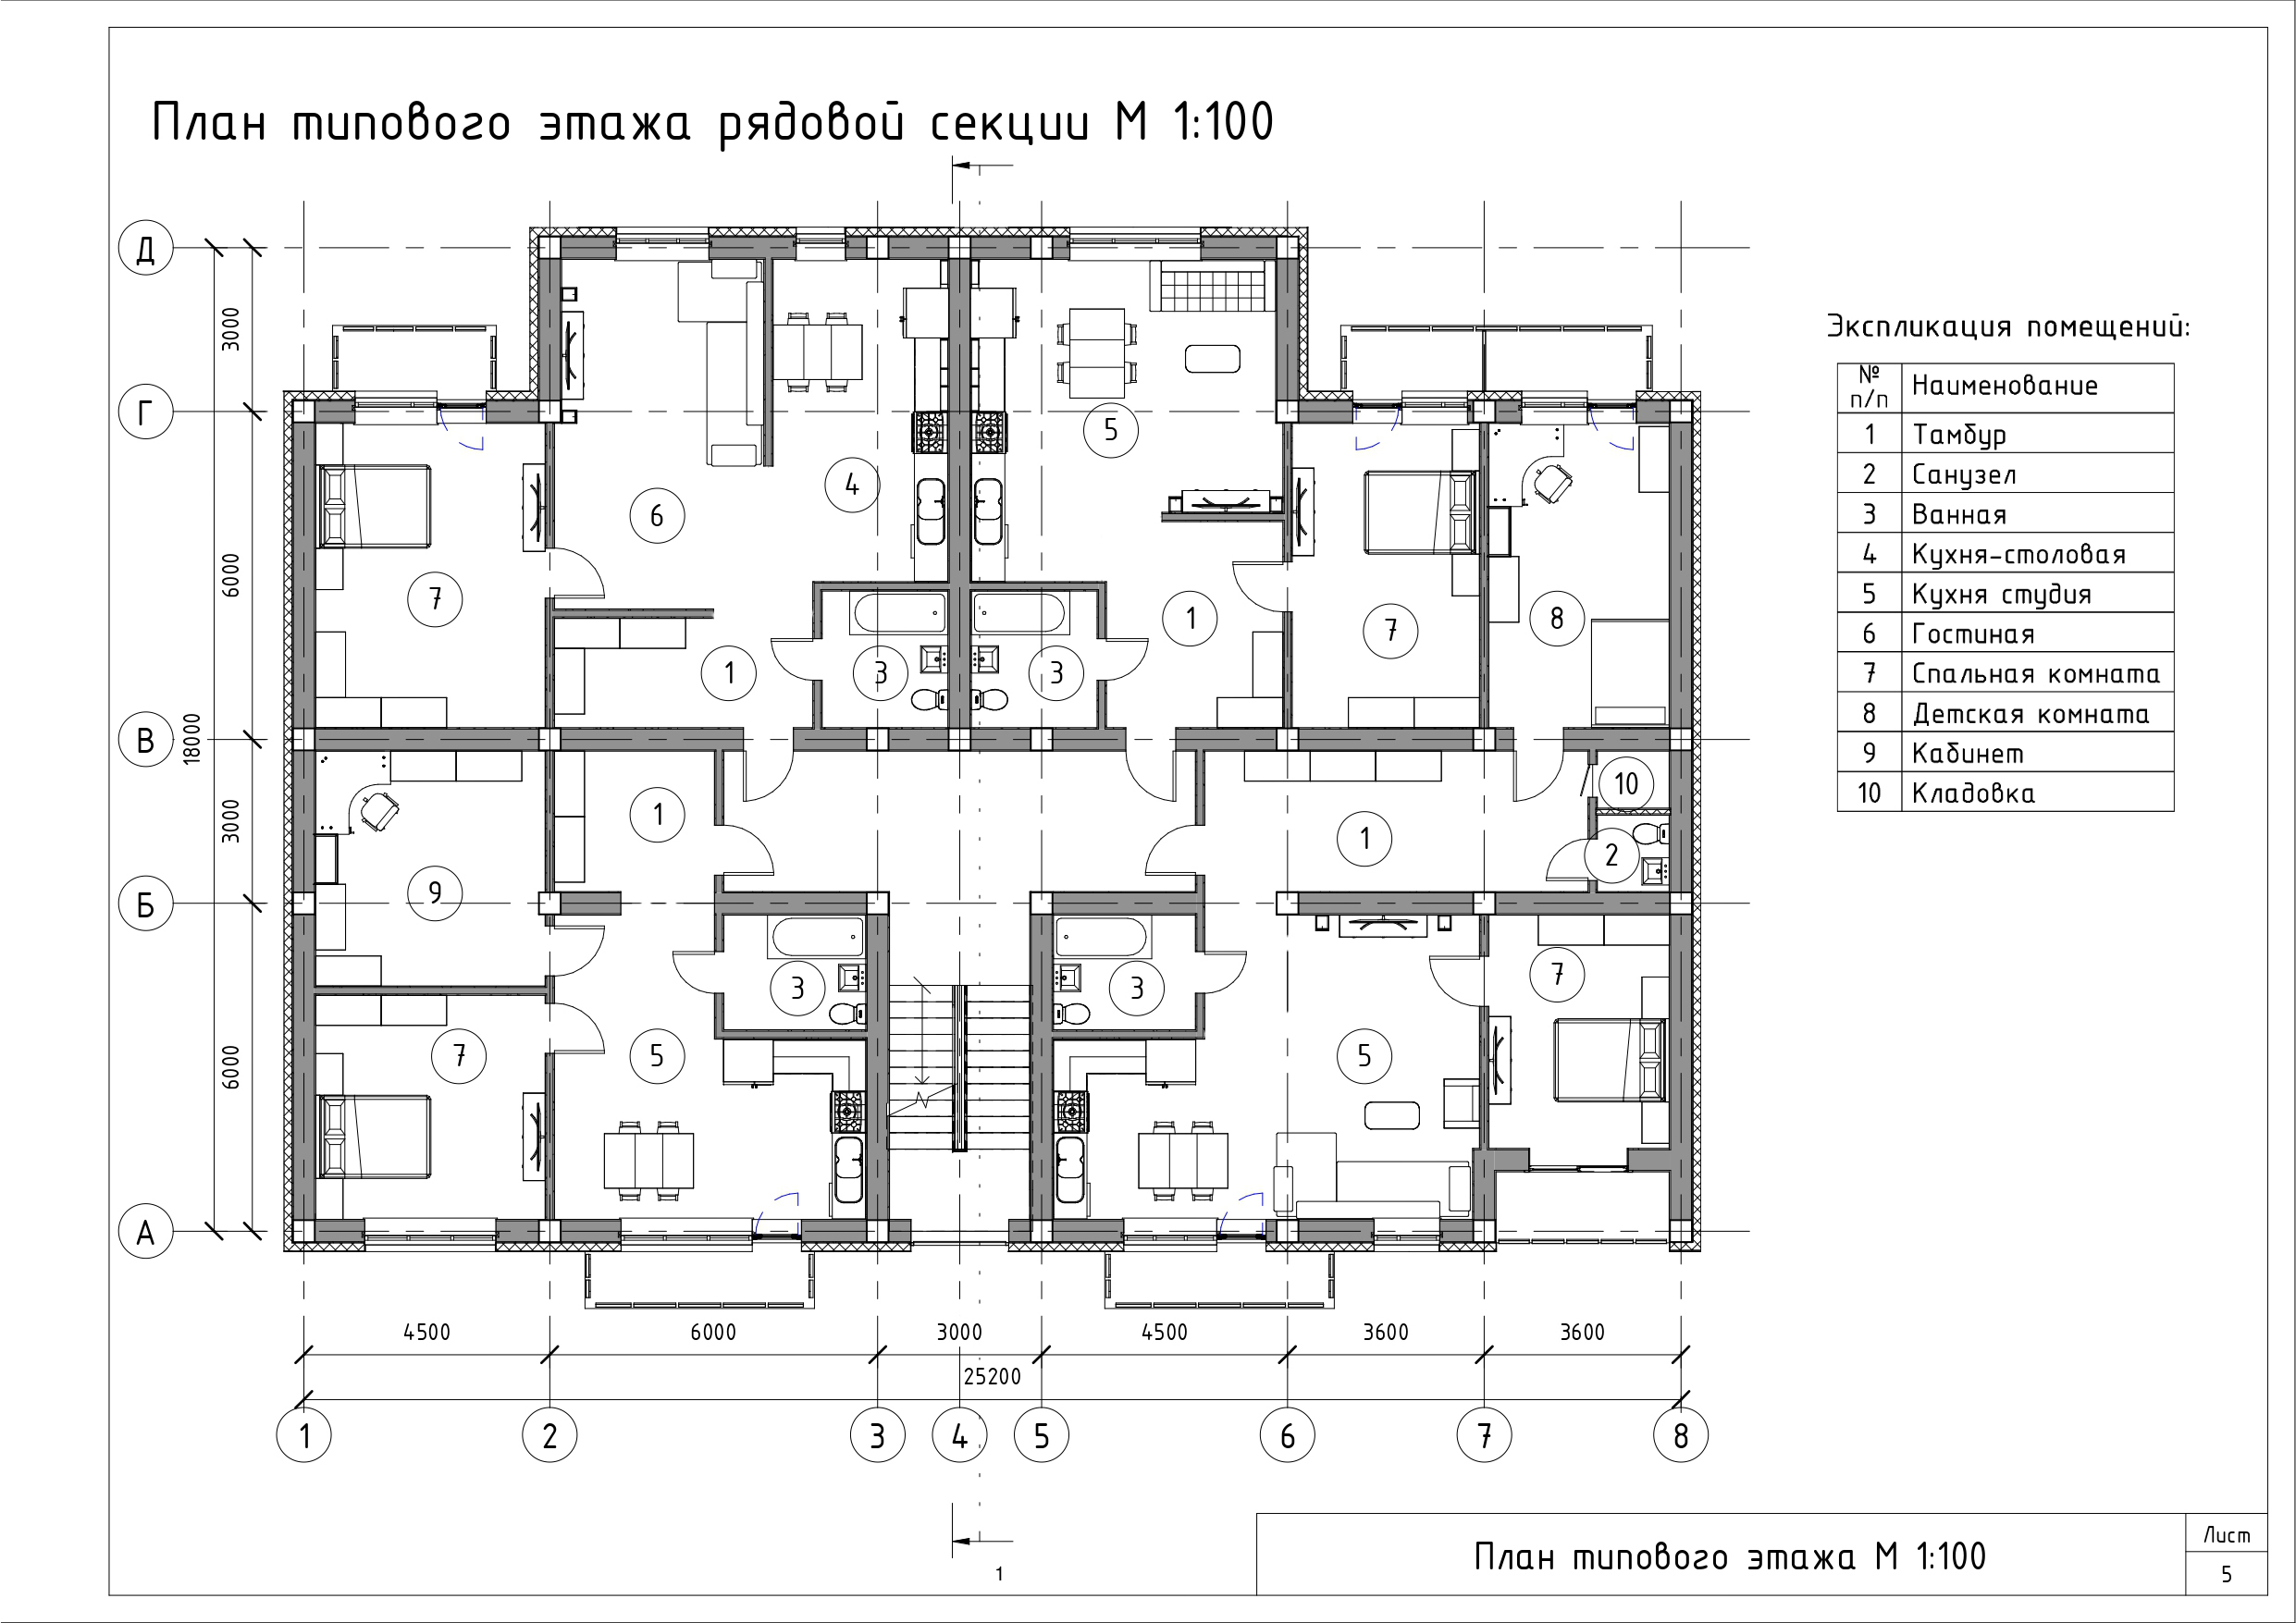 План типового этажа рядовой секции М 1:100
Д
3000
Экспликация помещений:
№ п/п Наименование
1 Тамбур
2 Санузел
3 Ванная
4 Кухня-столовая
5 Кухня студия
6 Гостиная
7 Спальная комната
8 Детская комната
9 Кабинет
10 Кладовка
Г
5
4
6
6000
7
1
7
8
1
3
3
В
18000
10
1
3000
1
2
9
Б
7
3
3
6000
7
5
5
А
4500 6000 3000 4500 3600 3600
25200
1 2 3 4 5 6 7 8
1
План типового этажа М 1:100
Лист
5